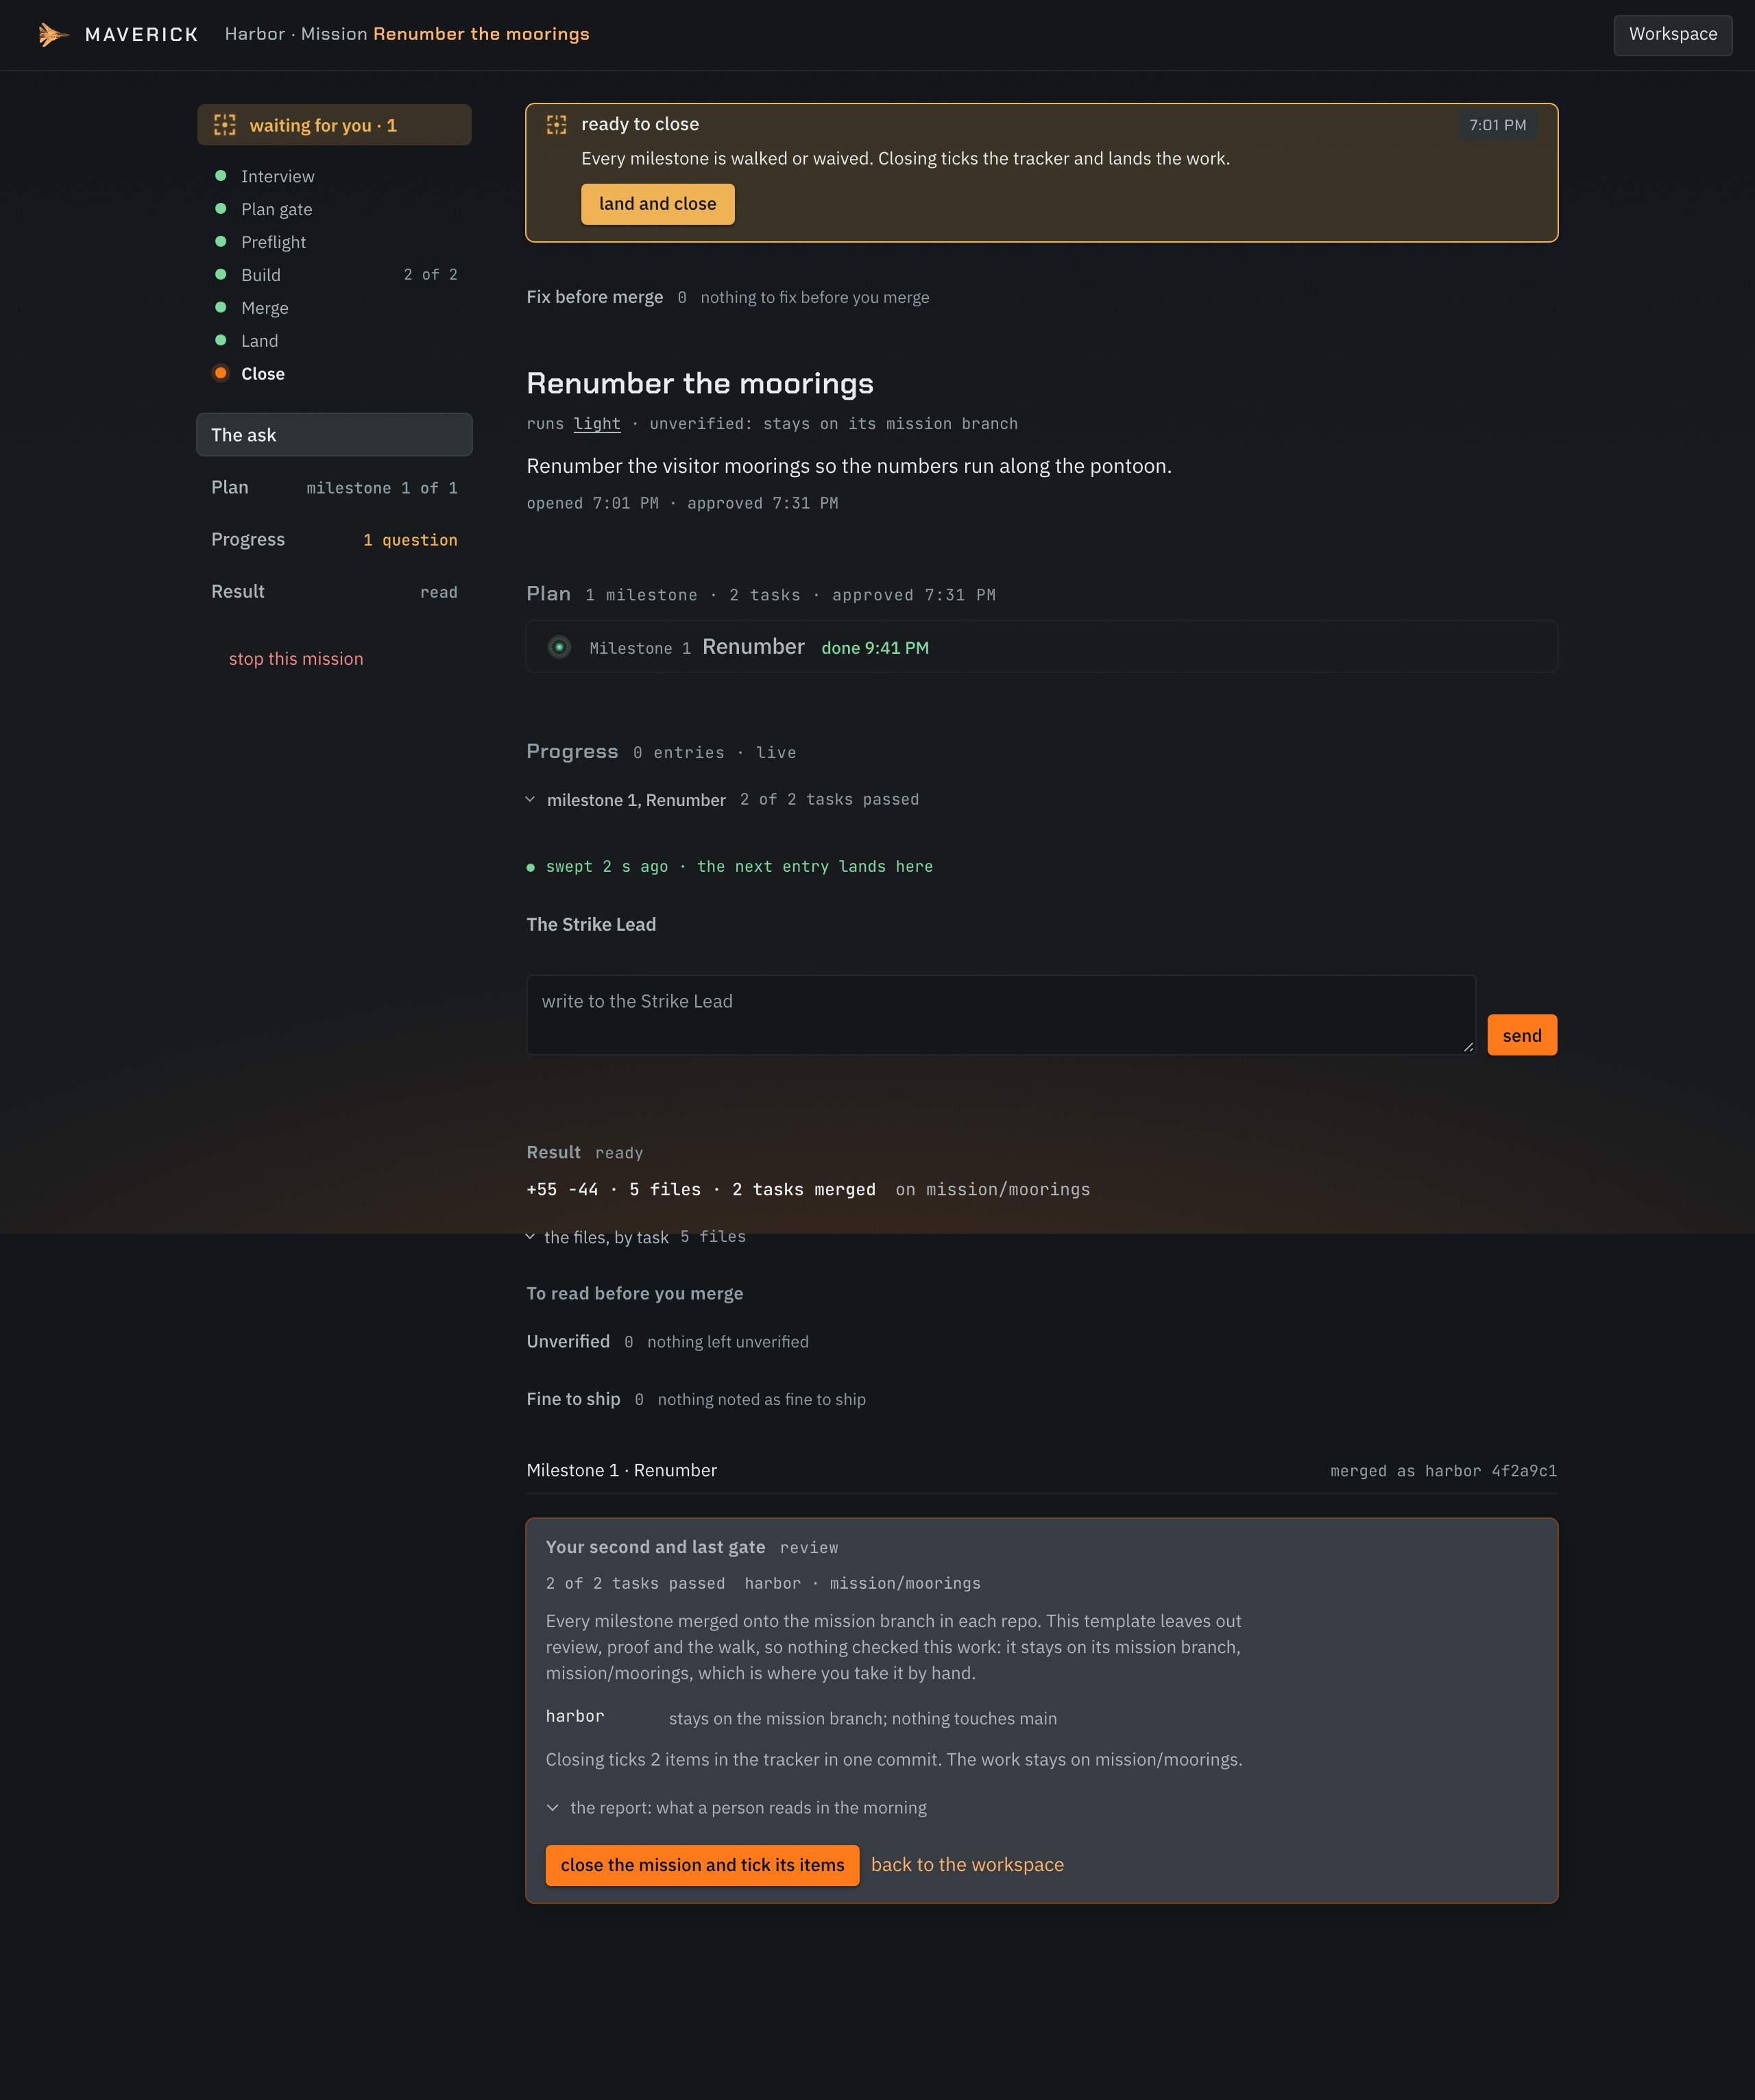 MAVERICK Harbor · Mission Renumber the moorings
Workspace
waiting for you · 1
Interview
Plan gate
Preflight
Build 2 of 2
Merge
Land
Close
The ask
Plan milestone 1 of 1
Progress 1 question
Result read
stop this mission
ready to close 7:01 PM
Every milestone is walked or waived. Closing ticks the tracker and lands the work.
land and close
Fix before merge 0 nothing to fix before you merge
Renumber the moorings
runs light · unverified: stays on its mission branch
Renumber the visitor moorings so the numbers run along the pontoon.
opened 7:01 PM · approved 7:31 PM
Plan 1 milestone · 2 tasks · approved 7:31 PM
Milestone 1 Renumber done 9:41 PM
Progress 0 entries · live
milestone 1, Renumber 2 of 2 tasks passed
swept 2 s ago · the next entry lands here
The Strike Lead
write to the Strike Lead
send
Result ready
+55 -44 · 5 files · 2 tasks merged on mission/moorings
the files, by task 5 files
To read before you merge
Unverified 0 nothing left unverified
Fine to ship 0 nothing noted as fine to ship
Milestone 1 · Renumber merged as harbor 4f2a9c1
Your second and last gate review
2 of 2 tasks passed harbor · mission/moorings
Every milestone merged onto the mission branch in each repo. This template leaves out
review, proof and the walk, so nothing checked this work: it stays on its mission branch,
mission/moorings, which is where you take it by hand.
harbor stays on the mission branch; nothing touches main
Closing ticks 2 items in the tracker in one commit. The work stays on mission/moorings.
the report: what a person reads in the morning
close the mission and tick its items back to the workspace